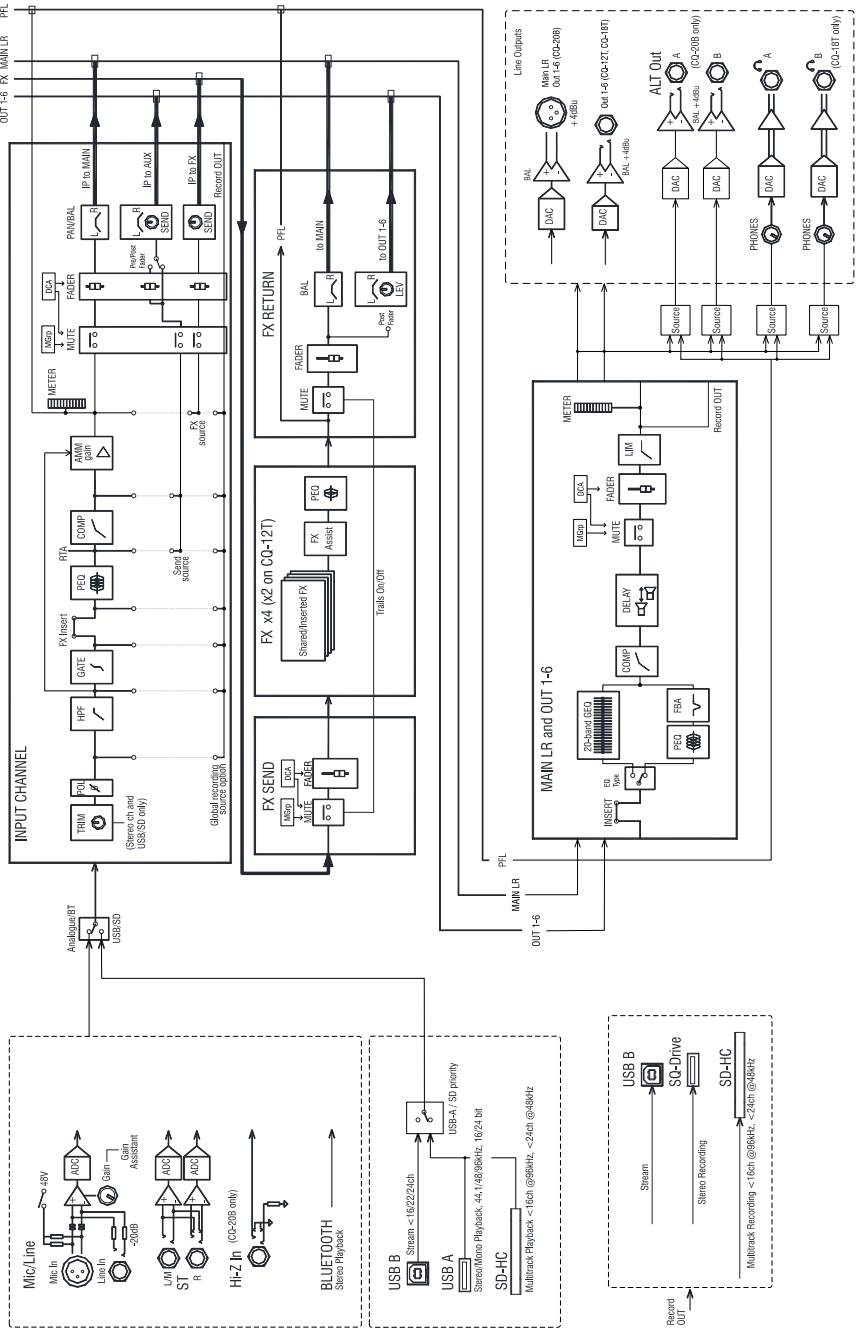 Mic/Line
Mic In
48V
Line In
-20dB
ADC
Gain
Gain
Assistant
ST
L/M
R
ADC
ADC
Hi-Z In (CQ-20B only)
BLUETOOTH
Stereo Playback
USB B
Stream <16/22/24ch
USB A
Stereo/Mono Playback, 44.1/48/96kHz, 16/24 bit
SD-HC
Multitrack Playback <16ch @96kHz, <24ch @48kHz
USB-A / SD priority
Record
OUT
Stream
USB B
Stereo Recording
SQ-Drive
SD-HC
Multitrack Recording <16ch @96kHz, <24ch @48kHz
Analogue/BT
USB/SD
INPUT CHANNEL
TRIM
(Stereo ch and
USB/SD only)
POL
HPF
GATE
FX Insert
PEQ
RTA
COMP
AMM
gain
METER
Global recording
source option
Send
source
FX
source
MGrp
MUTE
DCA
FADER
Pre/Post
Fader
PAN/BAL
L
R
L
R
SEND
SEND
IP to MAIN
IP to AUX
IP to FX
Record OUT
PFL
MAIN LR
FX
OUT 1-6
FX SEND
MGrp
MUTE
DCA
FADER
FX x4 (x2 on CQ-12T)
Shared/Inserted FX
FX
Assist
PEQ
Trails On/Off
FX RETURN
MUTE
FADER
BAL
L
R
Post
Fader
L
R
LEV
PFL
to MAIN
to OUT 1-6
PFL
MAIN LR
OUT 1-6
MAIN LR and OUT 1-6
INSERT
EQ
Type
20-band GEQ
PEQ
FBA
COMP
DELAY
MGrp
MUTE
DCA
FADER
LIM
METER
Record OUT
Source
Source
Source
Source
Line Outputs
DAC
BAL
Main LR
Out 1-6 (CQ-20B)
+4dBu
DAC
BAL +4dBu
Out 1-6 (CQ-12T, CQ-18T)
ALT Out
DAC
A
DAC
BAL +4dBu
B
(CQ-20B only)
PHONES
DAC
A
PHONES
DAC
B
(CQ-18T only)